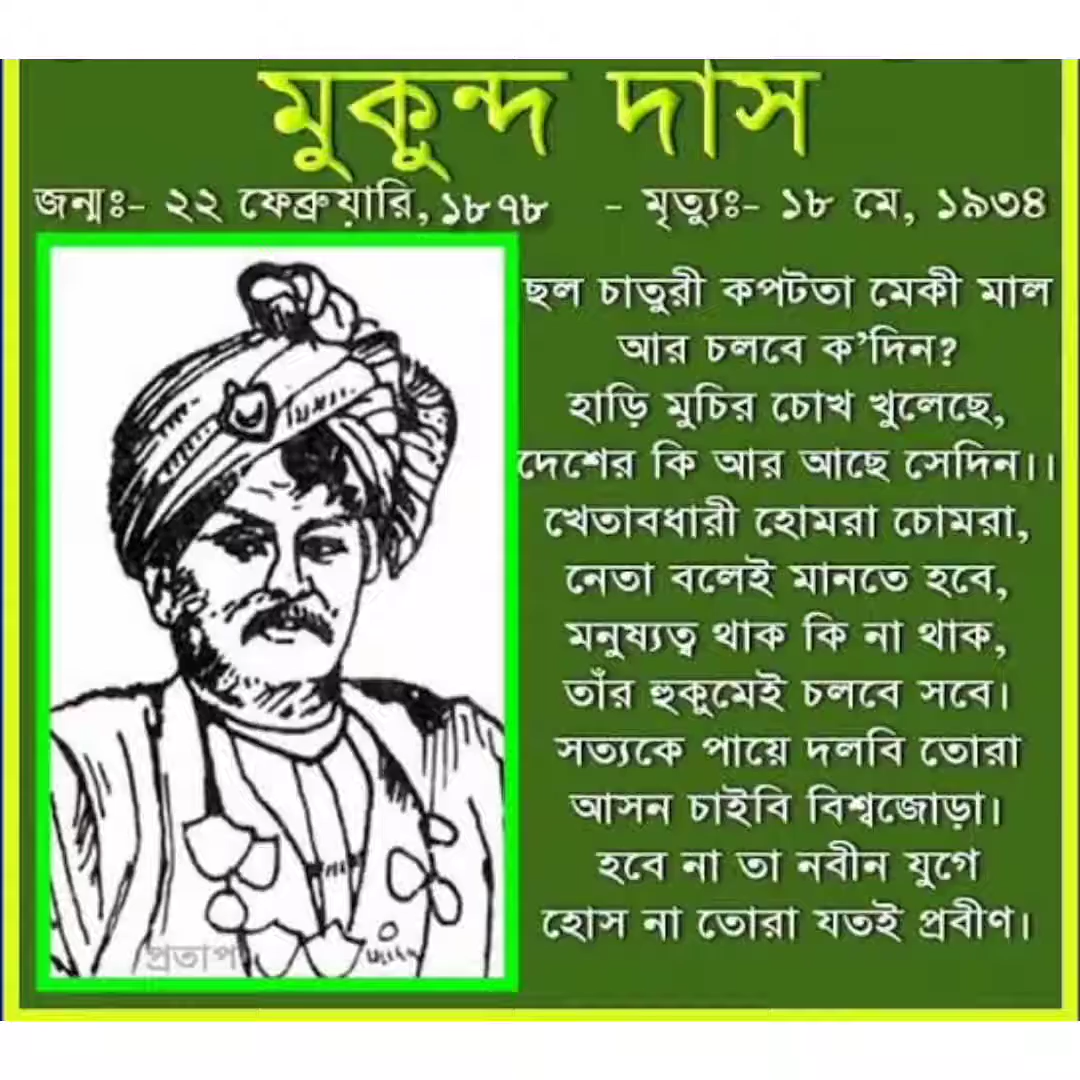 মুকুন্দ দাস
জন্মঃ- ২২ ফেব্রুয়ারি, ১৮৭৮ - মৃত্যুঃ- ১৮ মে, ১৯৩৪
ছল চাতুরী কপটতা মেকী মাল
আর চলবে ক'দিন?
হাড়ি মুচির চোখ খুলেছে,
দেশের কি আর আছে সেদিন।।
খেতাবধারী হোমরা চোমরা,
নেতা বলেই মানতে হবে,
মনুষ্যত্ব থাক কি না থাক,
তাঁর হুকুমেই চলবে সবে।
সত্যকে পায়ে দলবি তোরা
আসন চাইবি বিশ্বজোড়া।
হবে না তা নবীন যুগে
হোস না তোরা যতই প্রবীণ।
প্রতাপ